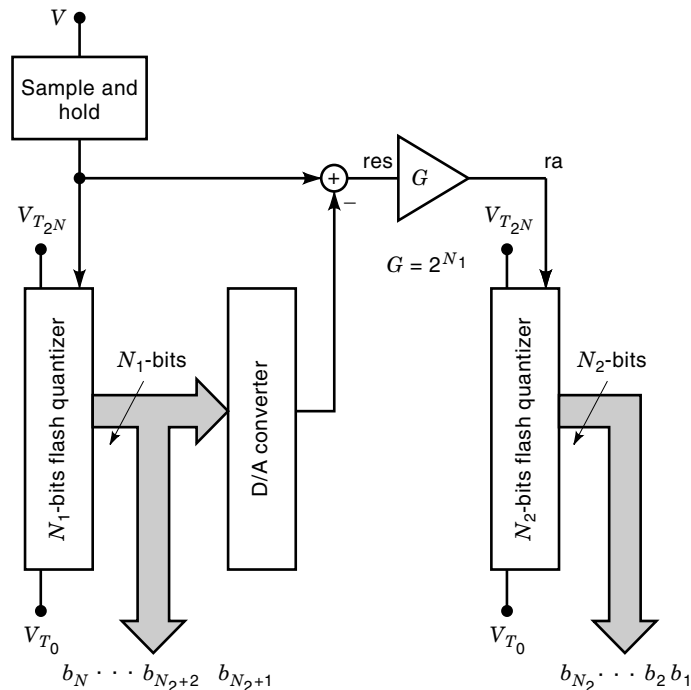 V
Sample and
hold
res
G
ra
+
−
V_{T_{2N}}
V_{T_{2N}}
G = 2^{N_1}
N_1-bits flash quantizer
N_1-bits
D/A converter
N_2-bits flash quantizer
N_2-bits
V_{T_0}
V_{T_0}
b_N · · · b_{N_2+2} b_{N_2+1}
b_{N_2} · · · b_2 b_1